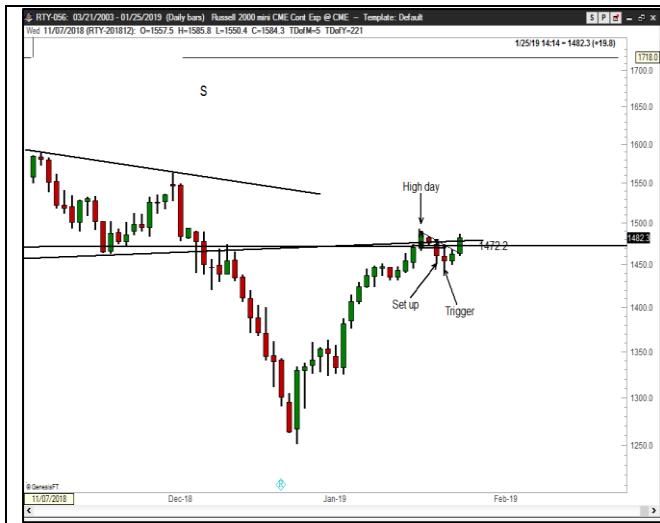 RTY-056: 03/21/2003 - 01/25/2019 (Daily bars) Russell 2000 mini CME Cont Exp @ CME - Template: Default
S P
Wed 11/07/2018 (RTY-201812): O=1557.5 H=1585.8 L=1550.4 C=1584.3 TDofM=5 TDofY=221
1/25/19 14:14 = 1482.3 (+19.8)
1718.0
1700.0
S
1650.0
1600.0
1550.0
High day
1500.0
1482.3
1472.2
1450.0
Set up
Trigger
1400.0
1350.0
1300.0
1250.0
R
© GenesisFT
11/07/2018 Dec-18 Jan-19 Feb-19